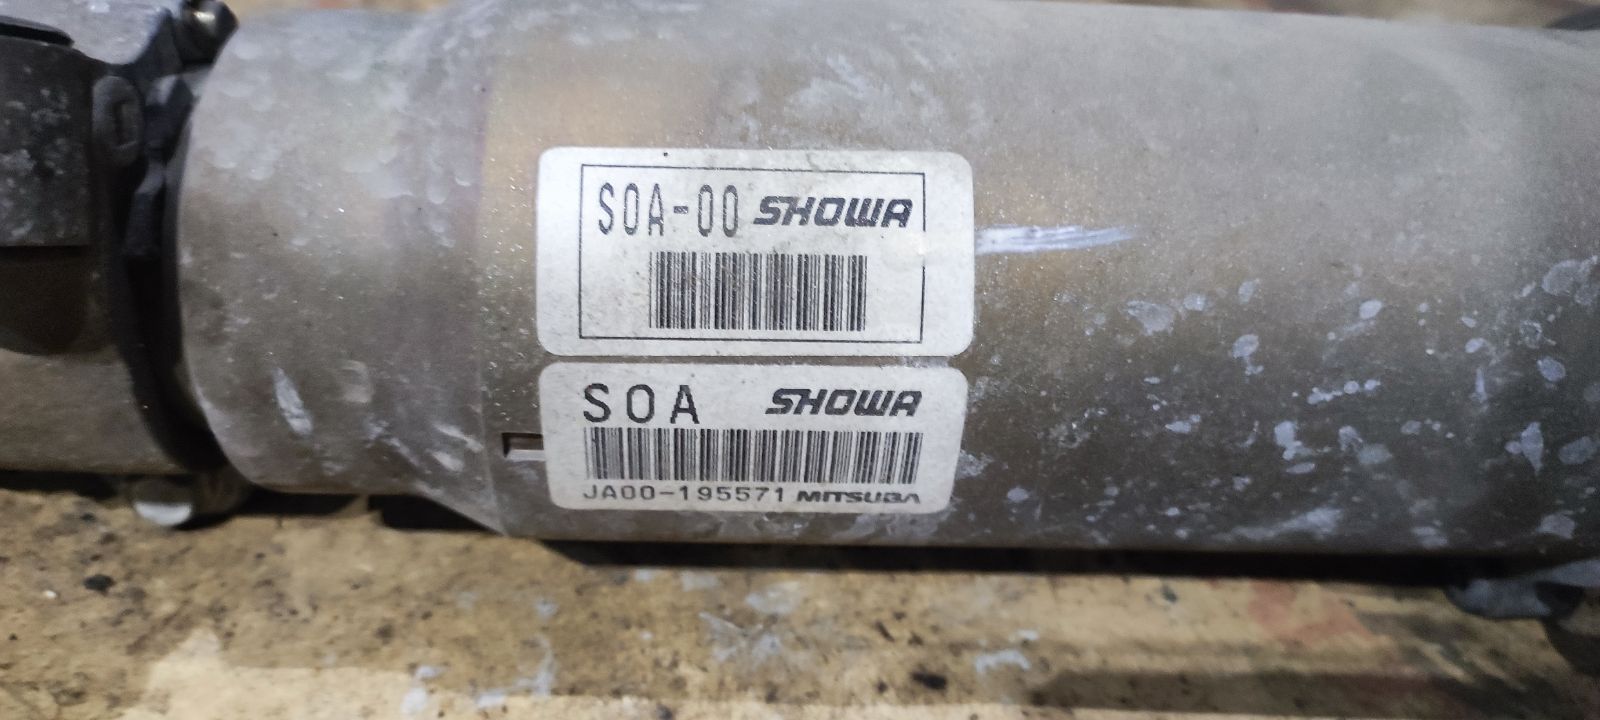 S0A-00 SHOWA
S0A SHOWA
JA00-195571 MITSUBA